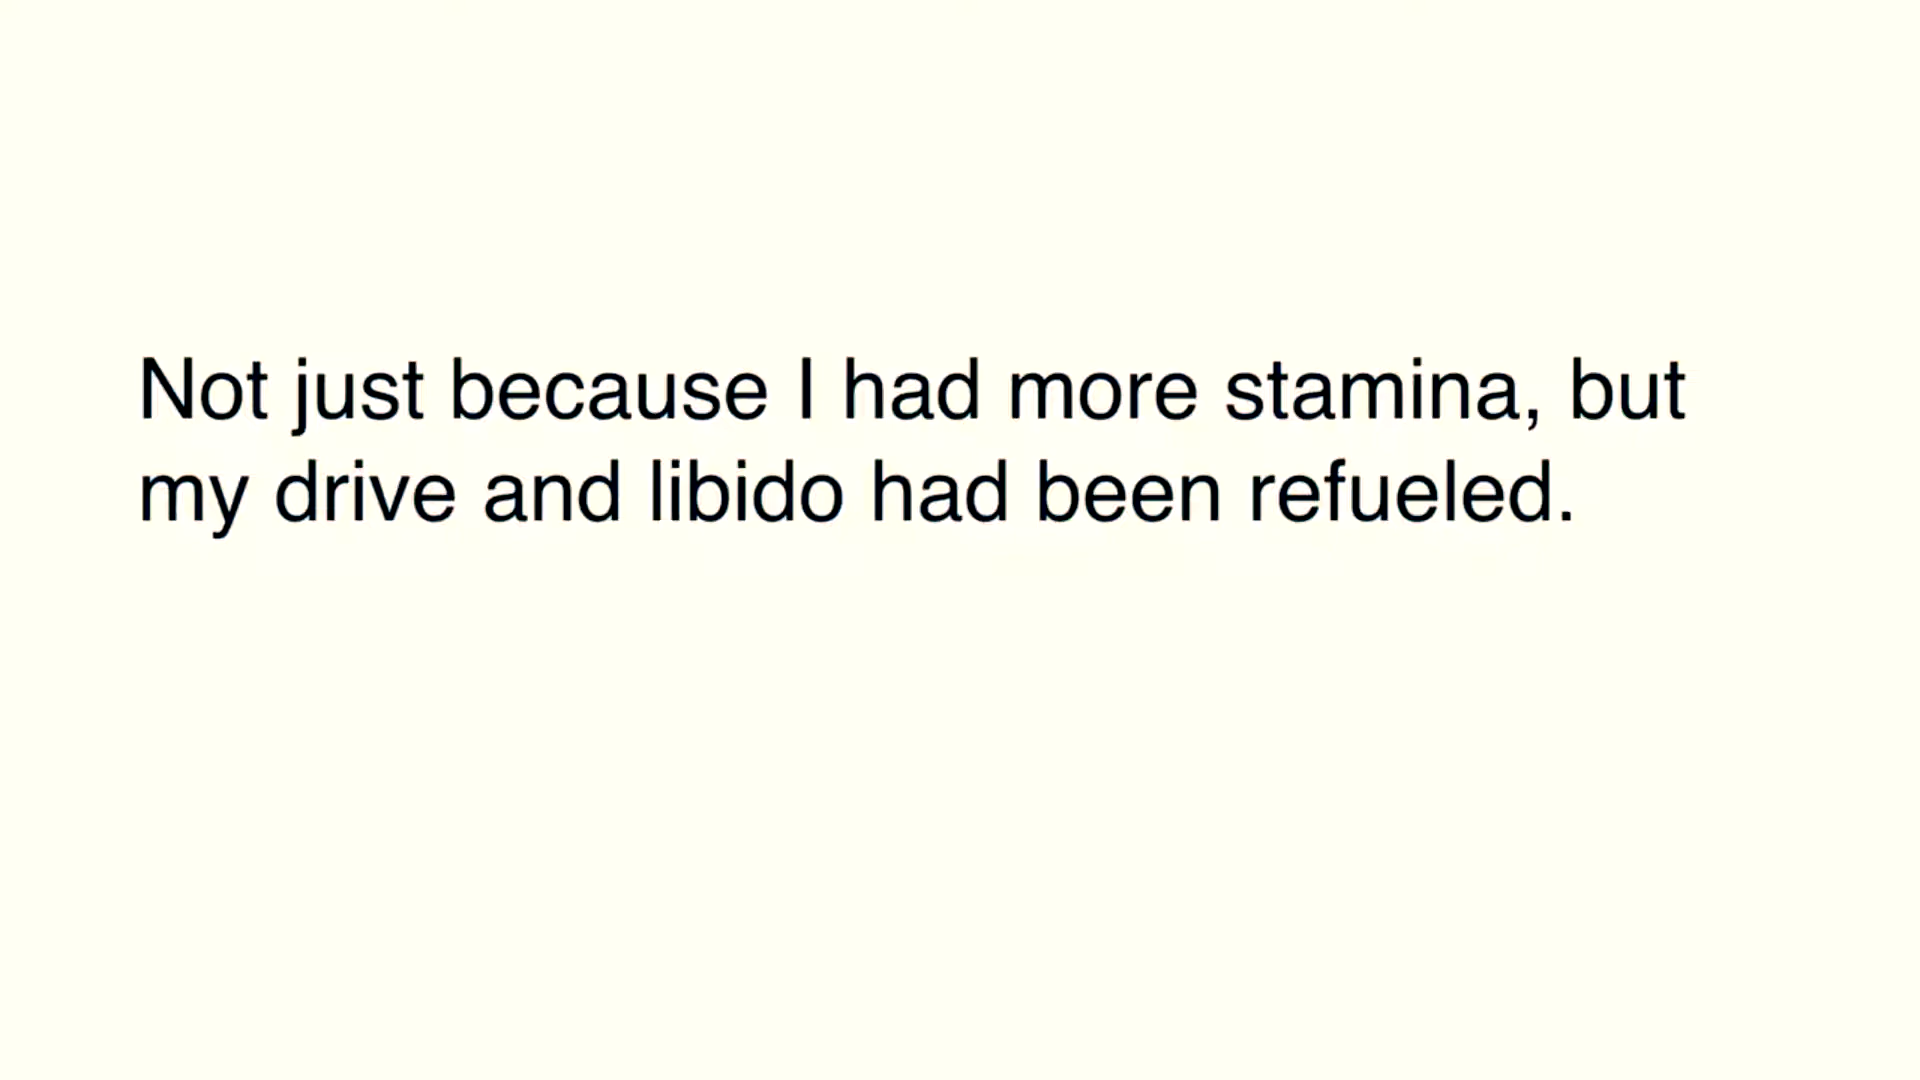 Not just because I had more stamina, but
my drive and libido had been refueled.